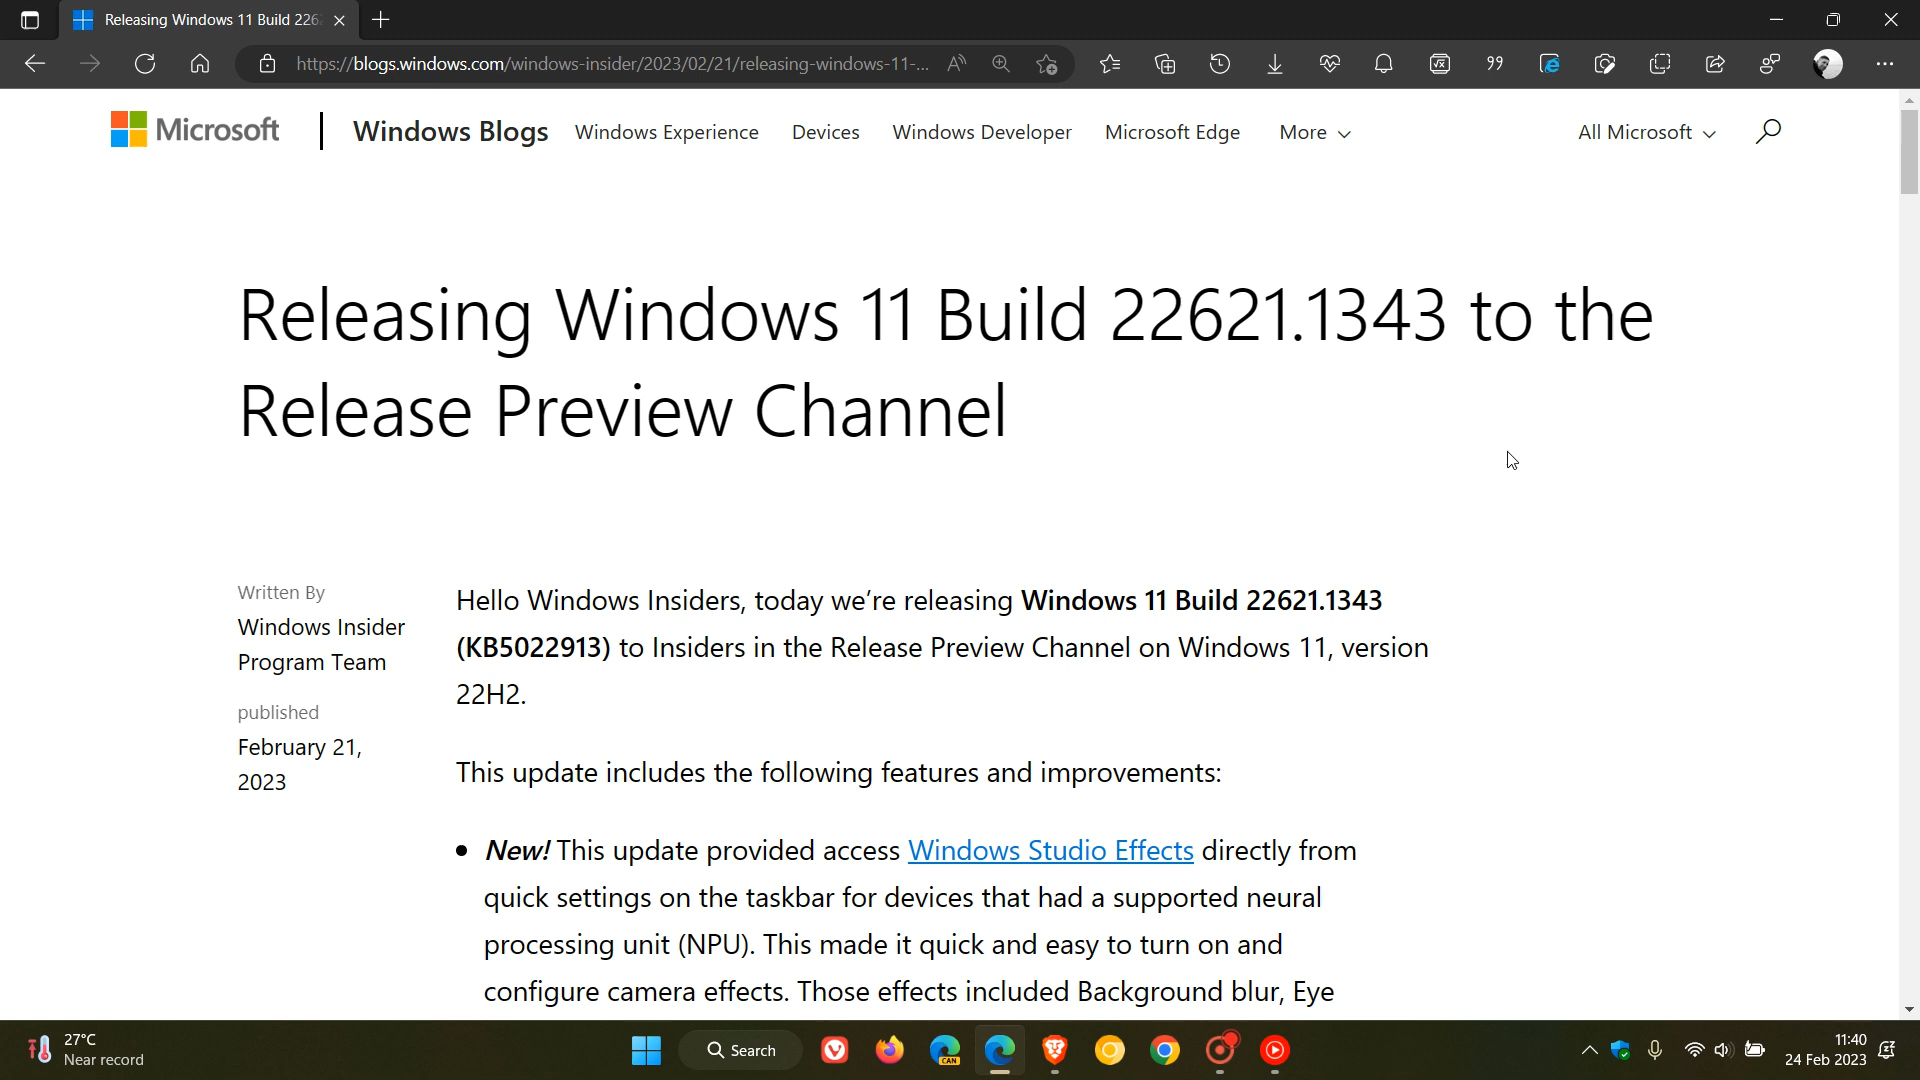 Releasing Windows 11 Build 226
https://blogs.windows.com/windows-insider/2023/02/21/releasing-windows-11-...
Microsoft
Windows Blogs
Windows Experience
Devices
Windows Developer
Microsoft Edge
More
All Microsoft
Releasing Windows 11 Build 22621.1343 to the
Release Preview Channel
Written By
Windows Insider
Program Team
published
February 21,
2023
Hello Windows Insiders, today we're releasing Windows 11 Build 22621.1343
(KB5022913) to Insiders in the Release Preview Channel on Windows 11, version
22H2.
This update includes the following features and improvements:
• New! This update provided access Windows Studio Effects directly from
quick settings on the taskbar for devices that had a supported neural
processing unit (NPU). This made it quick and easy to turn on and
configure camera effects. Those effects included Background blur, Eye
27°C
Near record
Search
CAN
11:40
24 Feb 2023